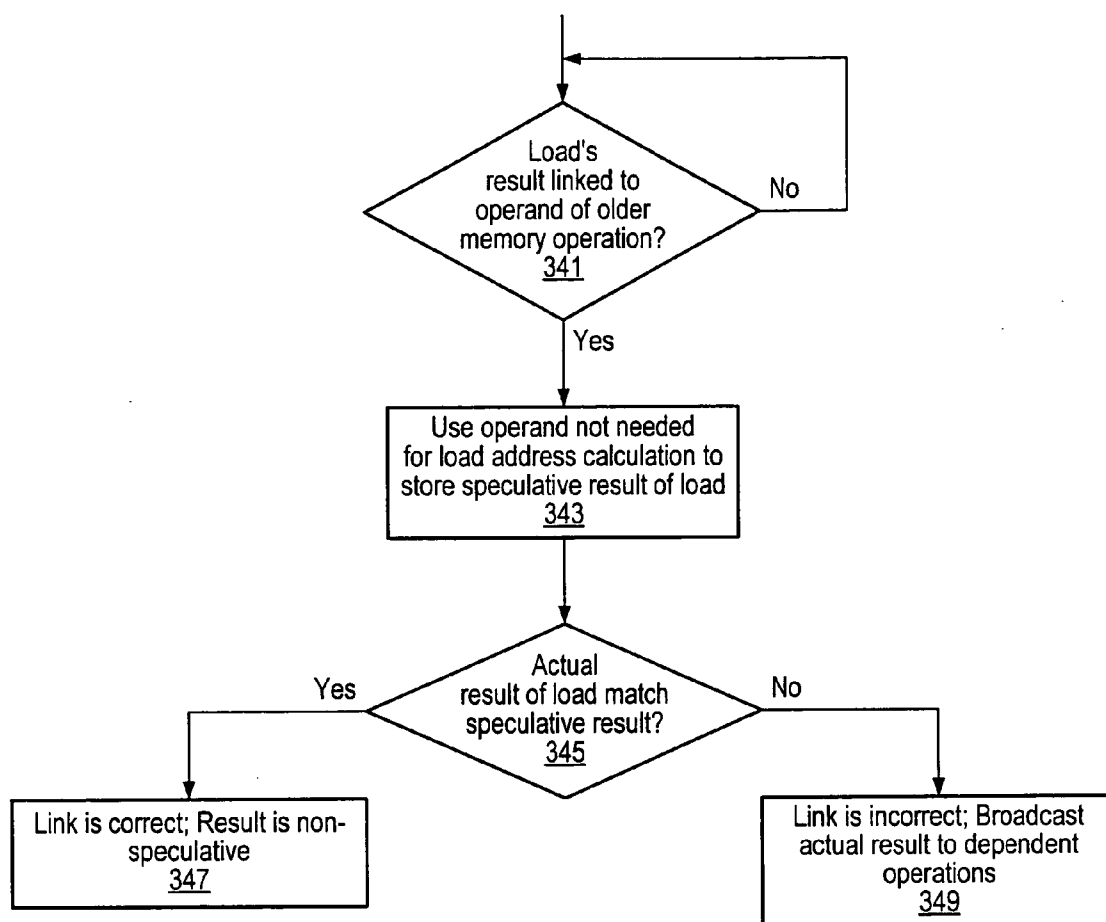 Load's
result linked to
operand of older
memory operation?
341
No
Yes
Use operand not needed
for load address calculation to
store speculative result of load
343
Actual
result of load match
speculative result?
345
Yes
No
Link is correct; Result is non-
speculative
347
Link is incorrect; Broadcast
actual result to dependent
operations
349